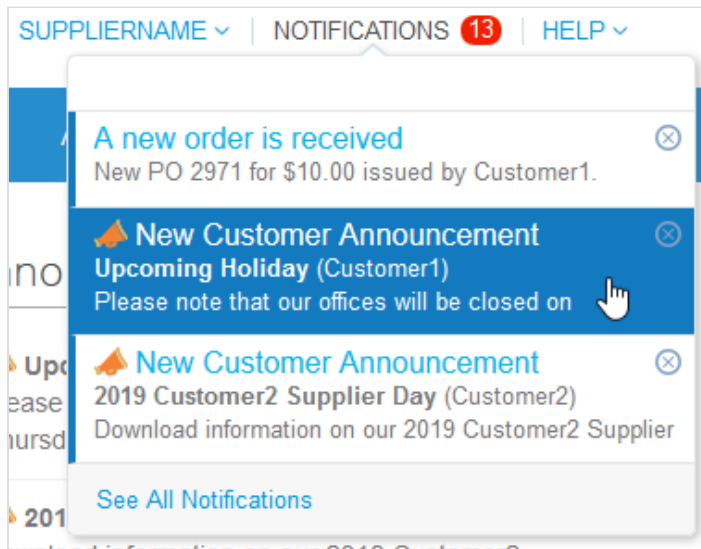 SUPPLIERNAME NOTIFICATIONS 13 HELP
A new order is received
New PO 2971 for $10.00 issued by Customer1.
New Customer Announcement
Upcoming Holiday (Customer1)
Please note that our offices will be closed on
New Customer Announcement
2019 Customer2 Supplier Day (Customer2)
Download information on our 2019 Customer2 Supplier
See All Notifications